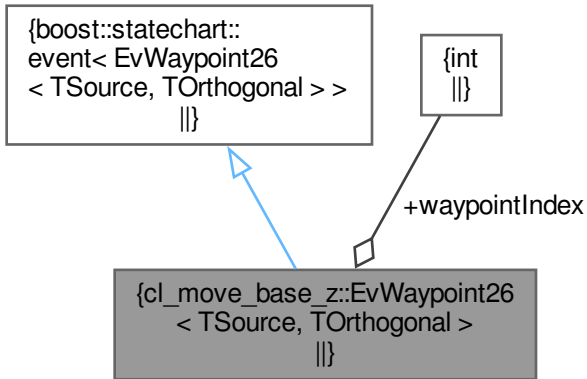 {boost::statechart::
event< EvWaypoint26
< TSource, TOrthogonal > >
||}
{int
||}
+waypointIndex
{cl_move_base_z::EvWaypoint26
< TSource, TOrthogonal >
||}